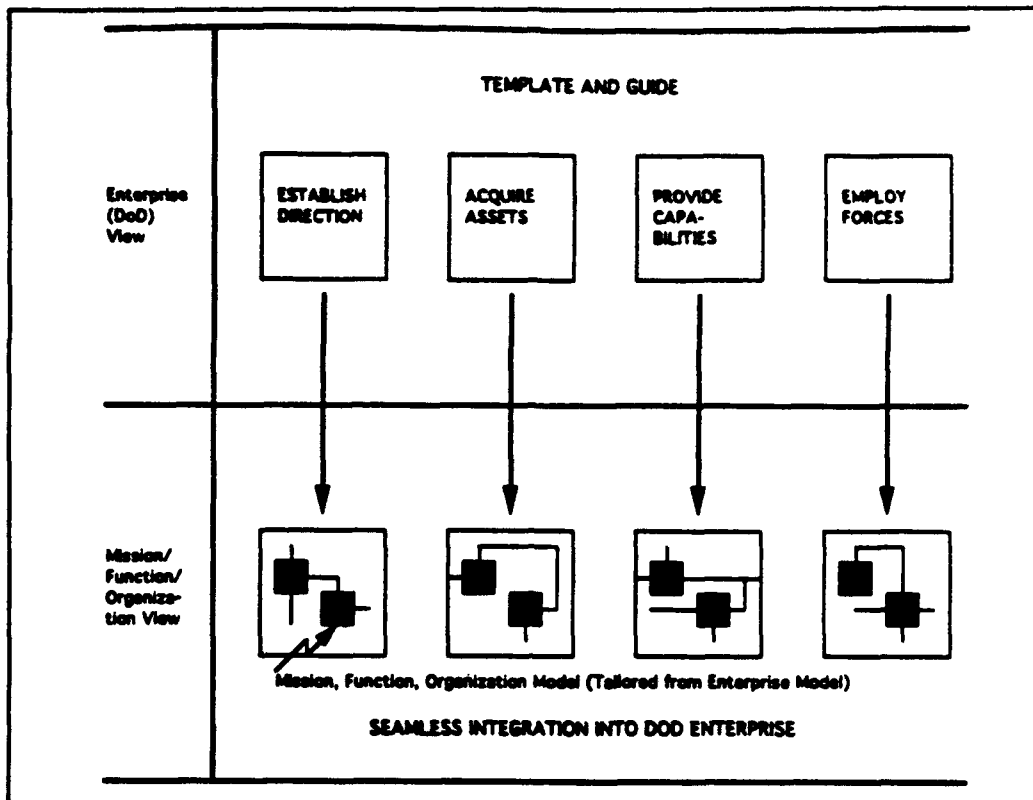 TEMPLATE AND GUIDE
Enterprise
(DoD)
View
ESTABLISH
DIRECTION
ACQUIRE
ASSETS
PROVIDE
CAPA-
BILITIES
EMPLOY
FORCES
Mission/
Function/
Organiza-
tion View
Mission, Function, Organization Model (Tailored from Enterprise Model)
SEAMLESS INTEGRATION INTO DOD ENTERPRISE